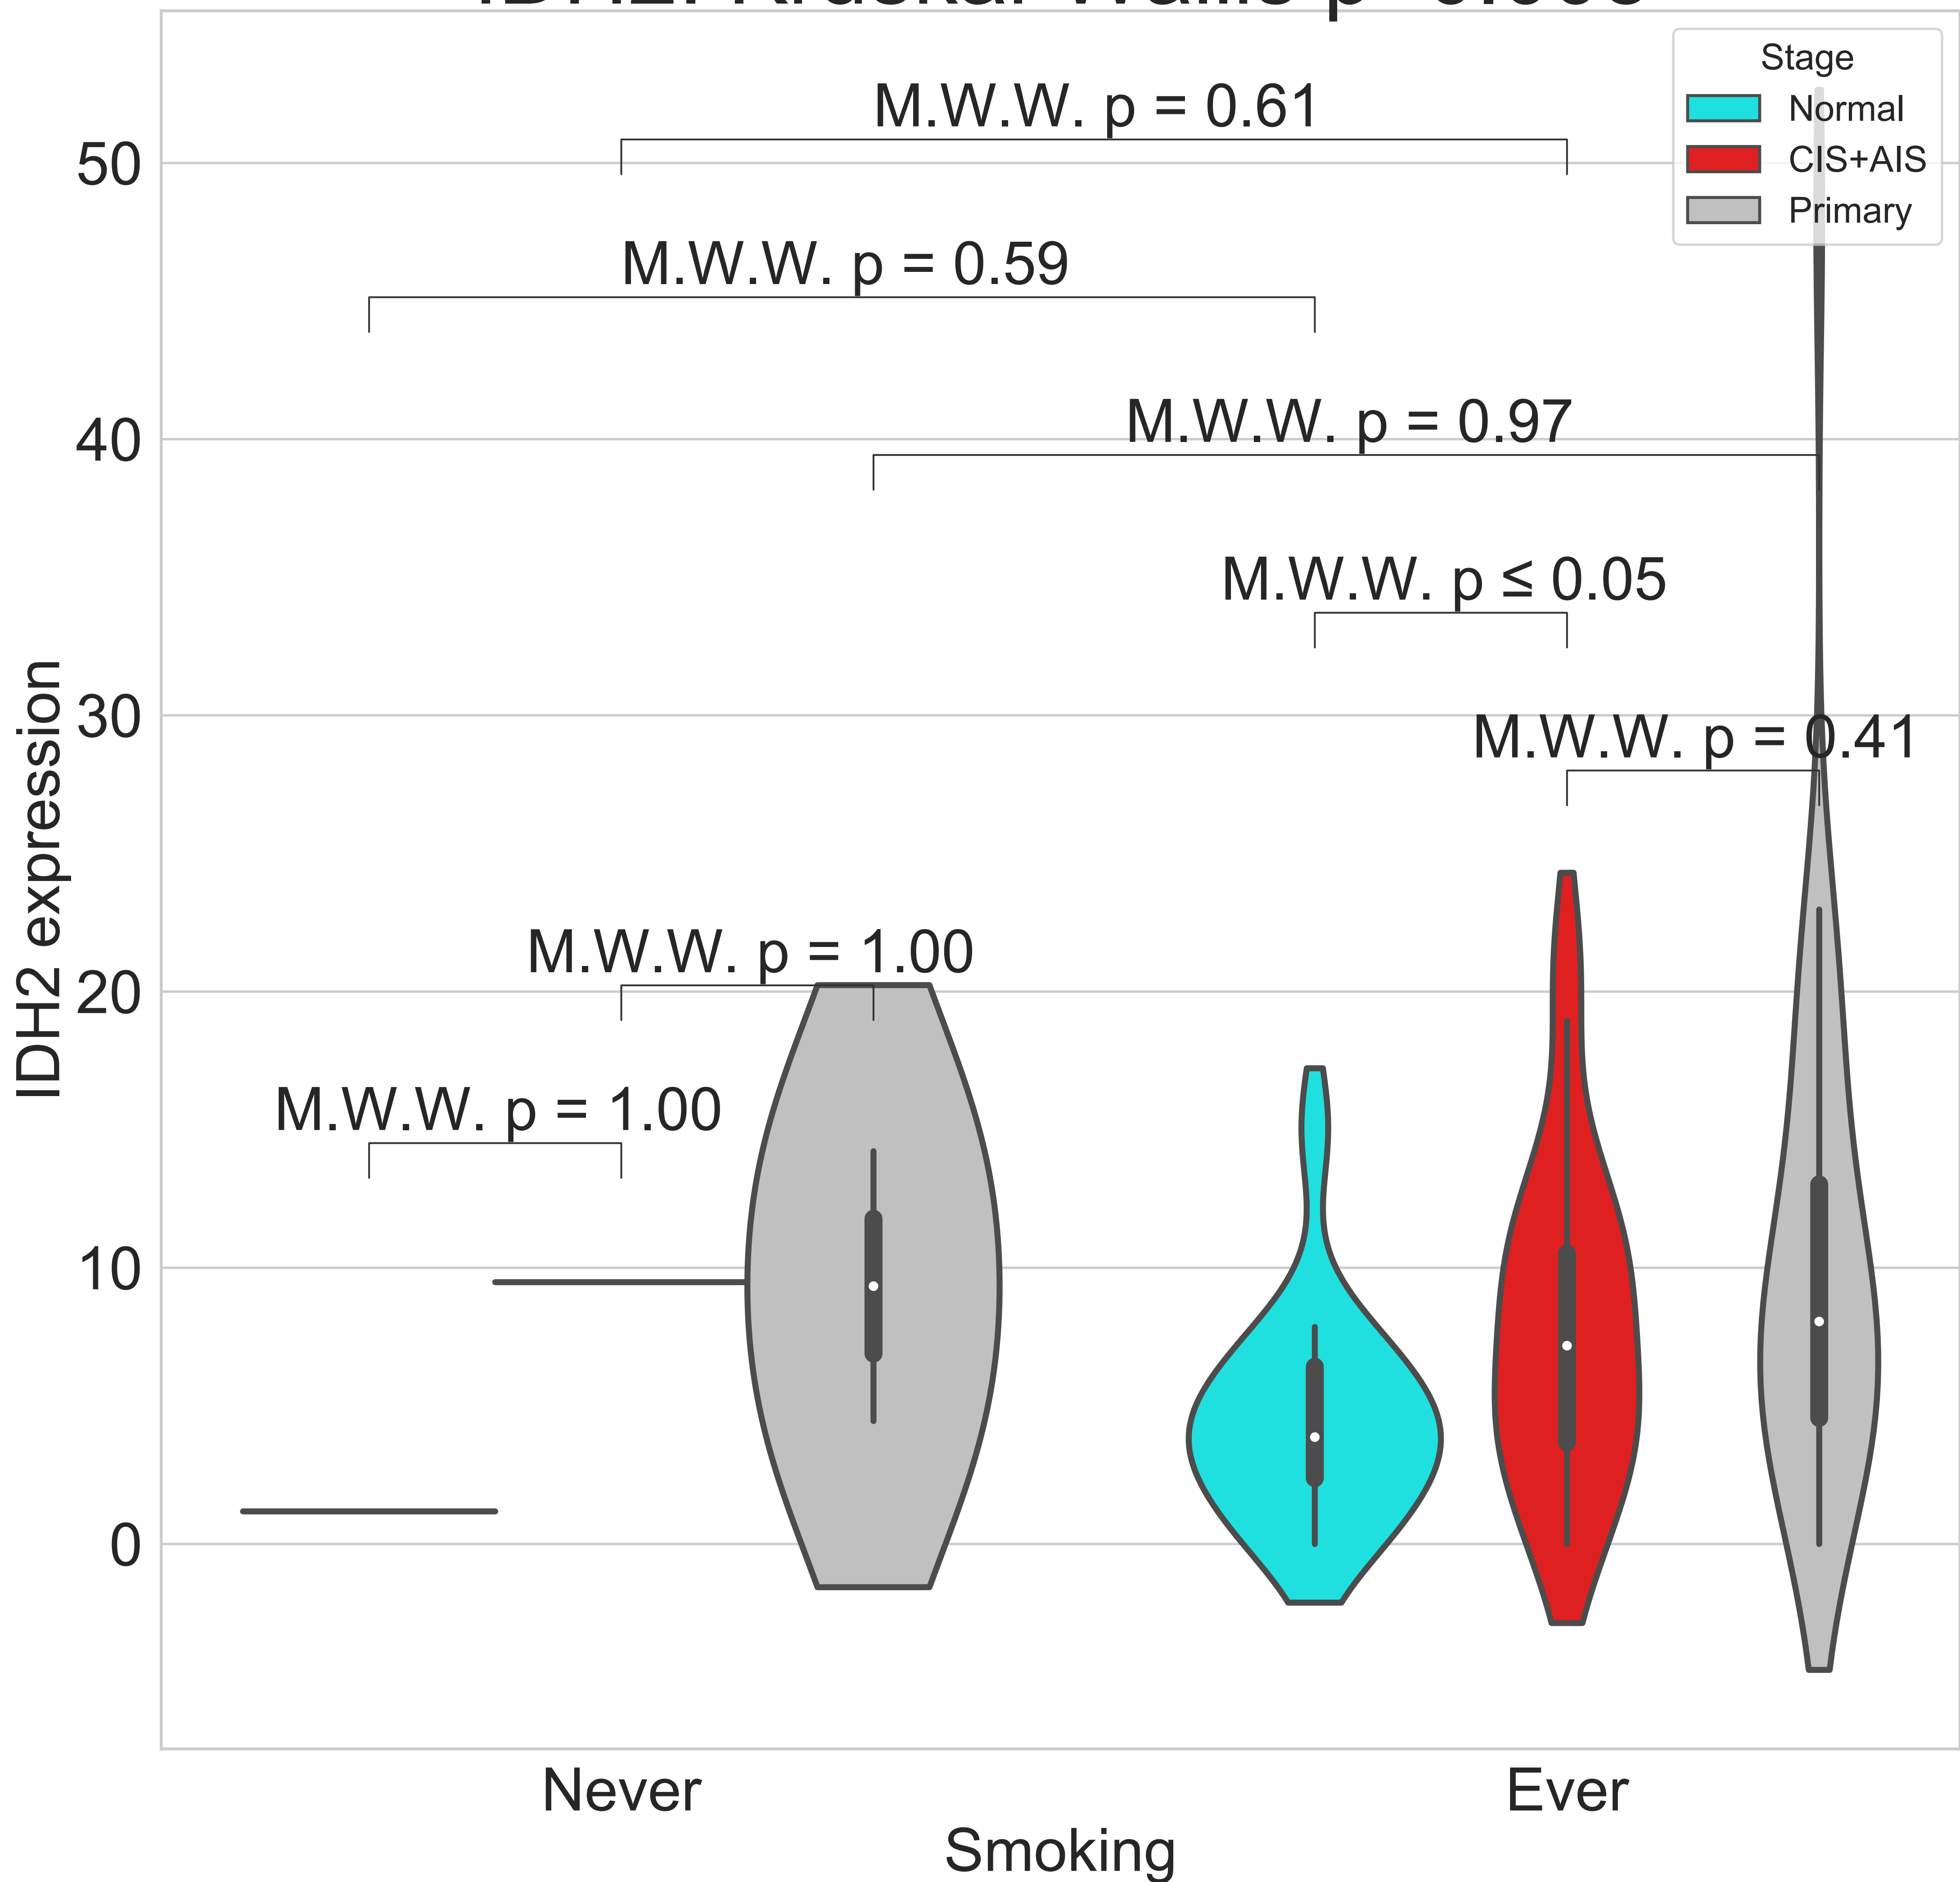 Stage
Normal
CIS+AIS
Primary
M.W.W. p = 0.61
M.W.W. p = 0.59
M.W.W. p = 0.97
M.W.W. p ≤ 0.05
M.W.W. p = 0.41
M.W.W. p = 1.00
M.W.W. p = 1.00
50
40
30
20
10
0
IDH2 expression
Never
Ever
Smoking